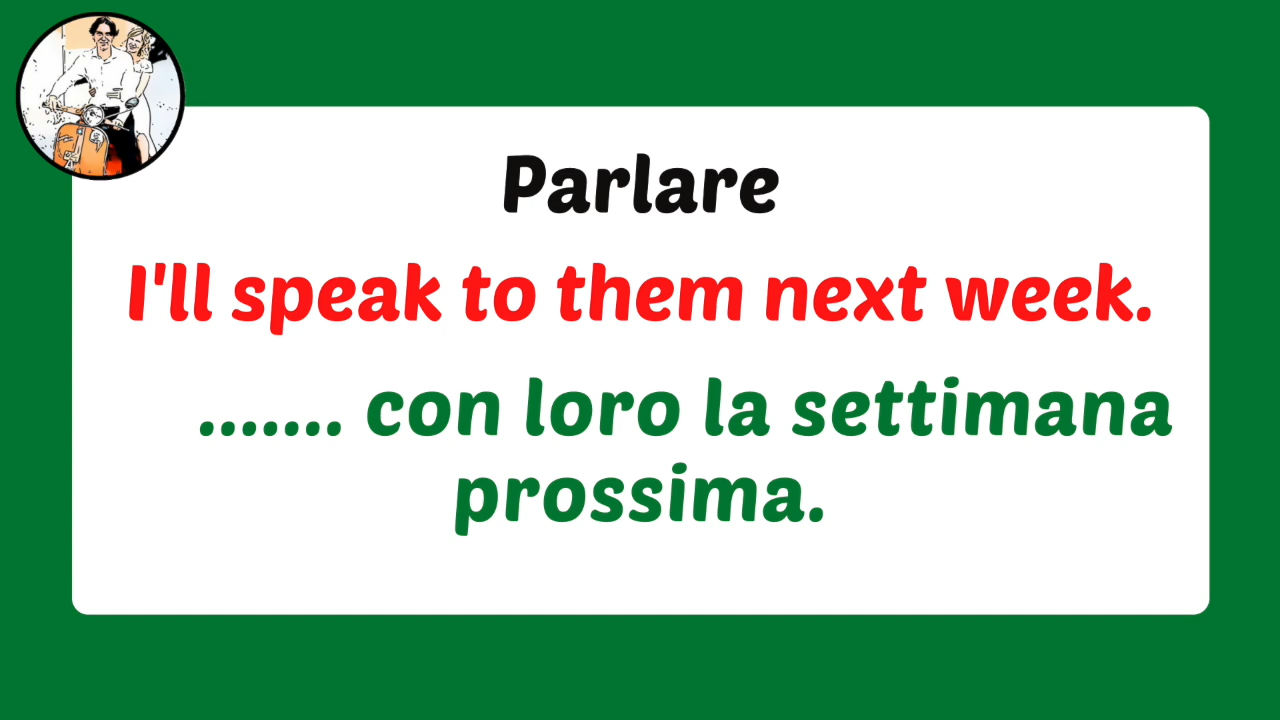 Parlare
I'll speak to them next week.
....... con loro la settimana
prossima.